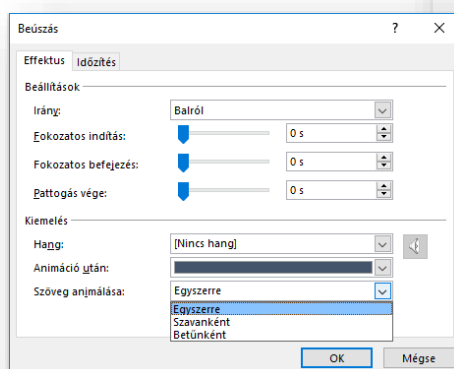 Beúszás ? ×
Effektus Időzítés
Beállítások
Irány: Balról
Fokozatos indítás: 0 s
Fokozatos befejezés: 0 s
Pattogás vége: 0 s
Kiemelés
Hang: [Nincs hang]
Animáció után:
Szöveg animálása: Egyszerre
Egyszerre
Szavanként
Betűnként
OK Mégse